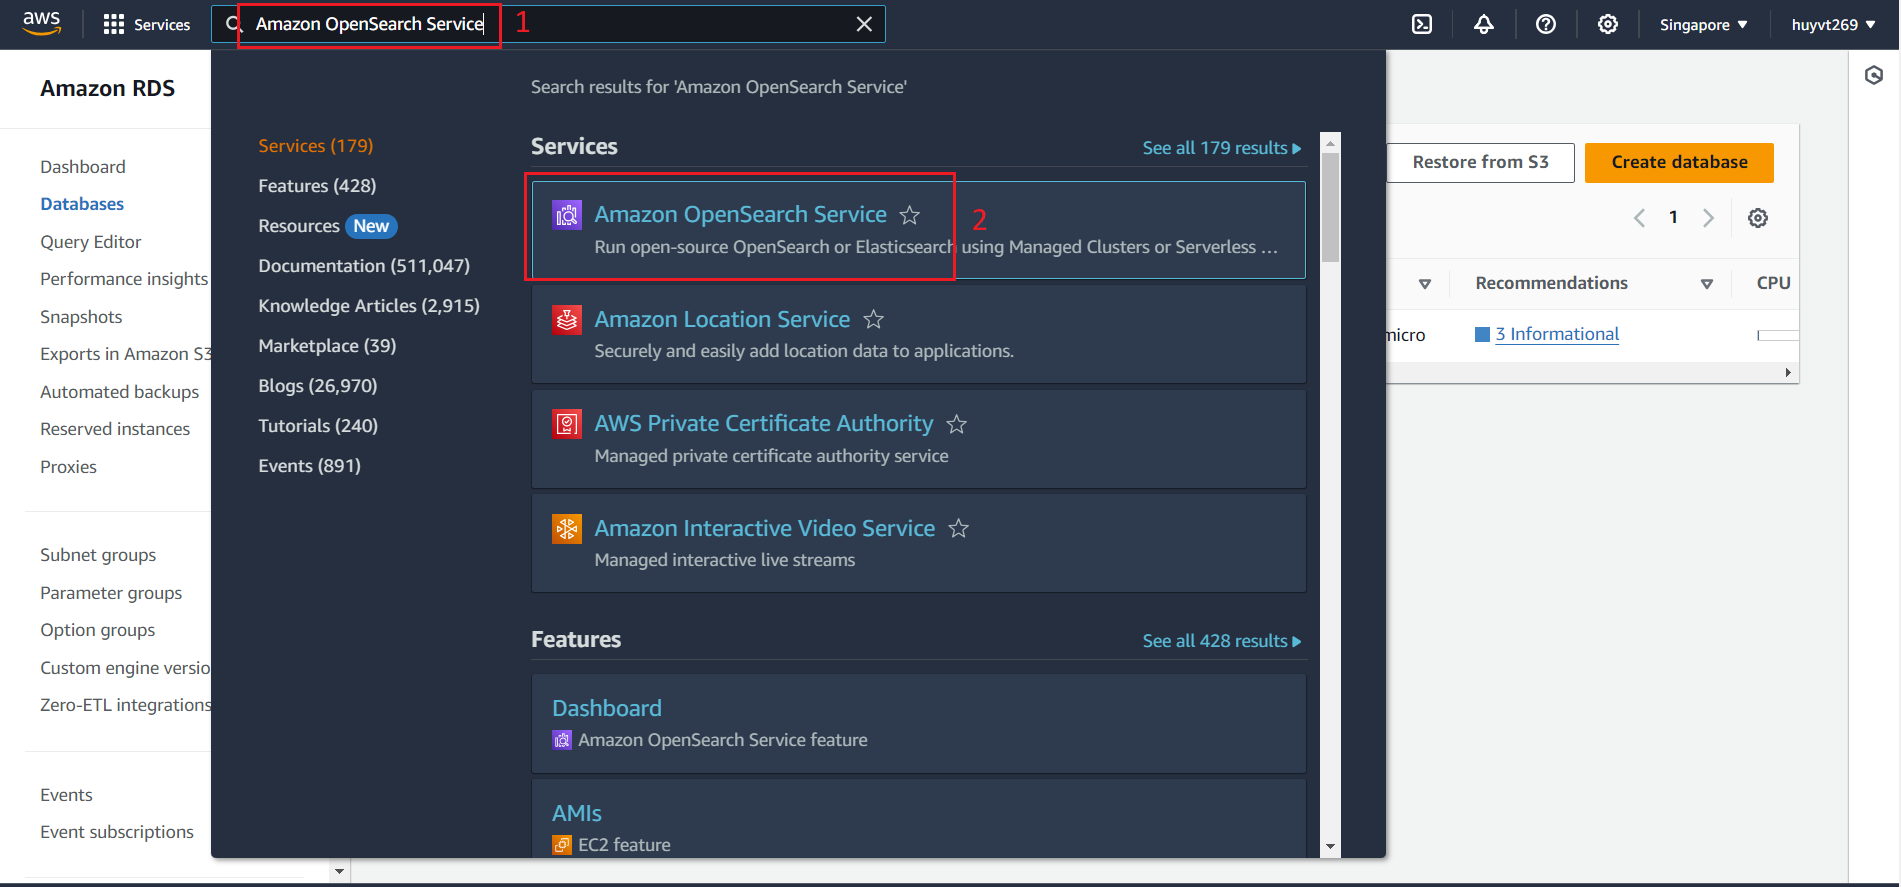 aws
Services
Amazon OpenSearch Service
1
Singapore
huyvt269
Amazon RDS
Dashboard
Databases
Query Editor
Performance insights
Snapshots
Exports in Amazon S3
Automated backups
Reserved instances
Proxies
Subnet groups
Parameter groups
Option groups
Custom engine versio
Zero-ETL integrations
Events
Event subscriptions
Search results for 'Amazon OpenSearch Service'
Services (179)
Features (428)
Resources New
Documentation (511,047)
Knowledge Articles (2,915)
Marketplace (39)
Blogs (26,970)
Tutorials (240)
Events (891)
Services
See all 179 results
Amazon OpenSearch Service
2
Run open-source OpenSearch or Elasticsearch using Managed Clusters or Serverless ...
Amazon Location Service
Securely and easily add location data to applications.
AWS Private Certificate Authority
Managed private certificate authority service
Amazon Interactive Video Service
Managed interactive live streams
Features
See all 428 results
Dashboard
Amazon OpenSearch Service feature
AMIs
EC2 feature
Restore from S3
Create database
1
Recommendations
CPU
micro
3 Informational